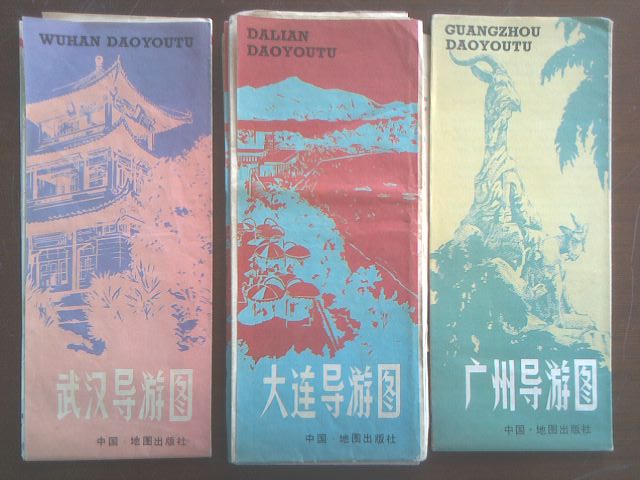 WUHAN DAOYOUTU
武汉导游图
中国·地图出版社
DALIAN
DAOYOUTU
大连导游图
中国·地图出版社
GUANGZHOU
DAOYOUTU
广州导游图
中国·地图出版社